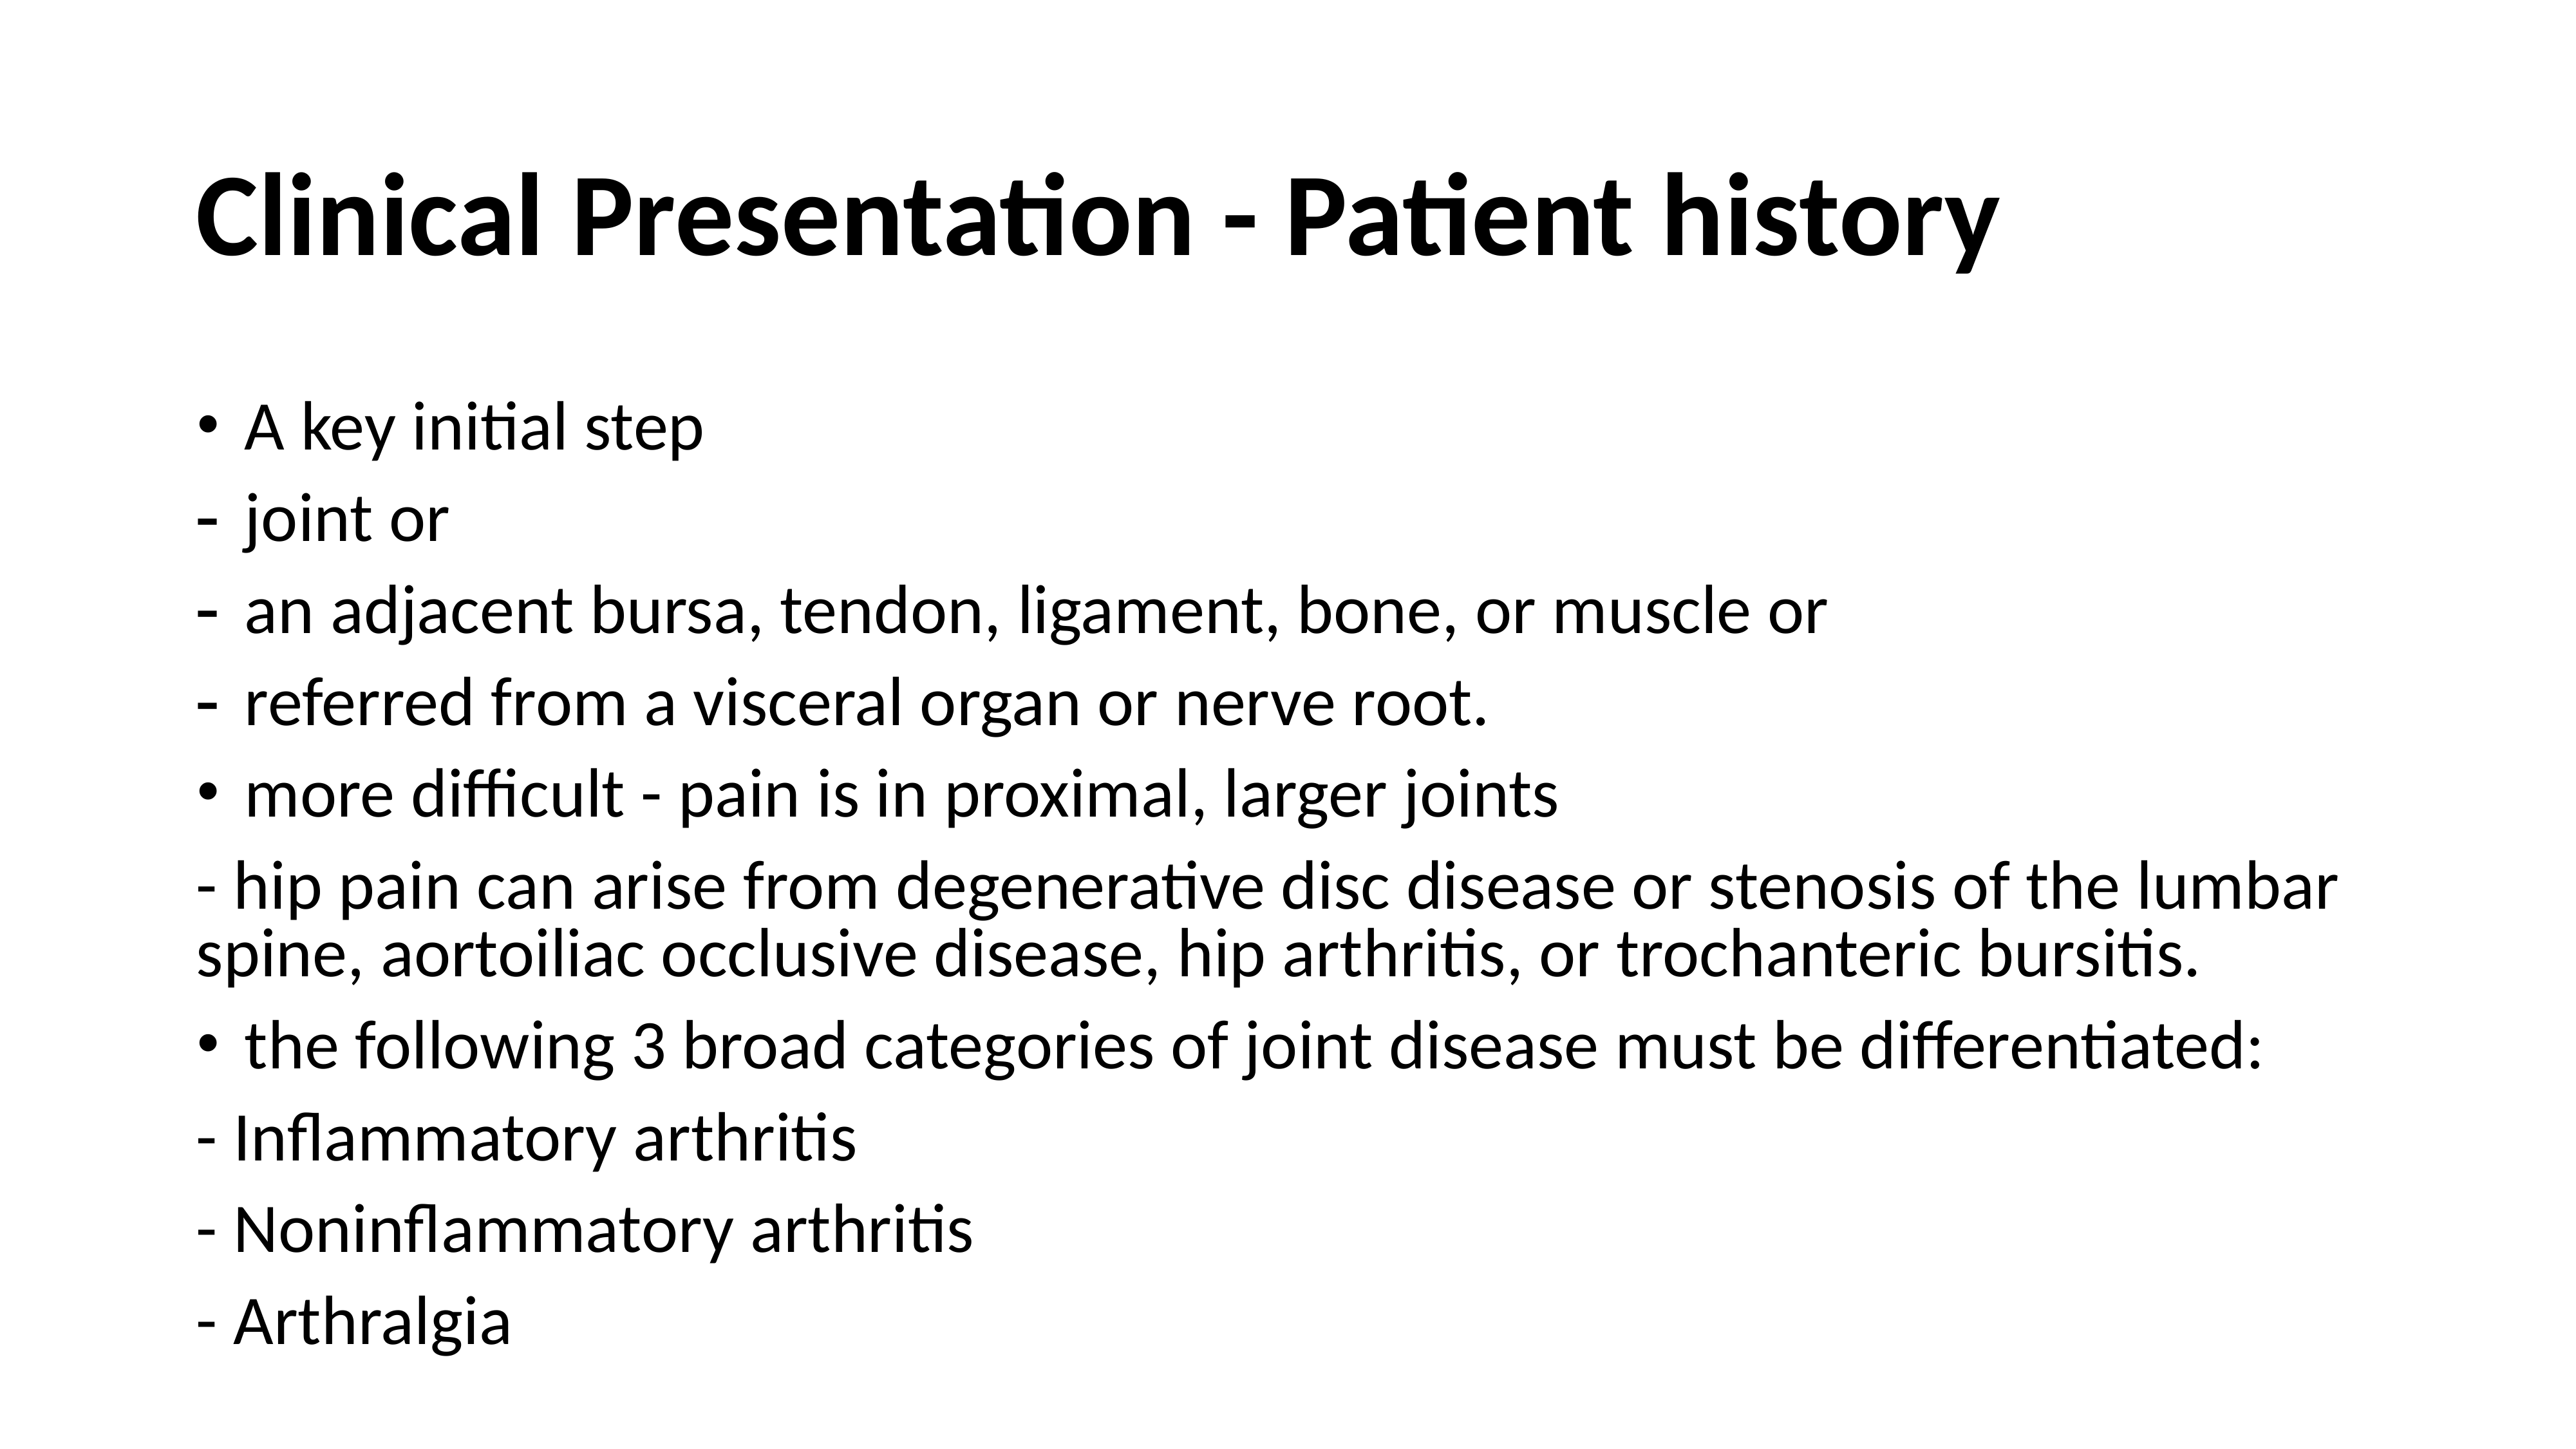 Clinical Presentation - Patient history
• A key initial step
- joint or
- an adjacent bursa, tendon, ligament, bone, or muscle or
- referred from a visceral organ or nerve root.
• more difficult - pain is in proximal, larger joints
- hip pain can arise from degenerative disc disease or stenosis of the lumbar
spine, aortoiliac occlusive disease, hip arthritis, or trochanteric bursitis.
• the following 3 broad categories of joint disease must be differentiated:
- Inflammatory arthritis
- Noninflammatory arthritis
- Arthralgia